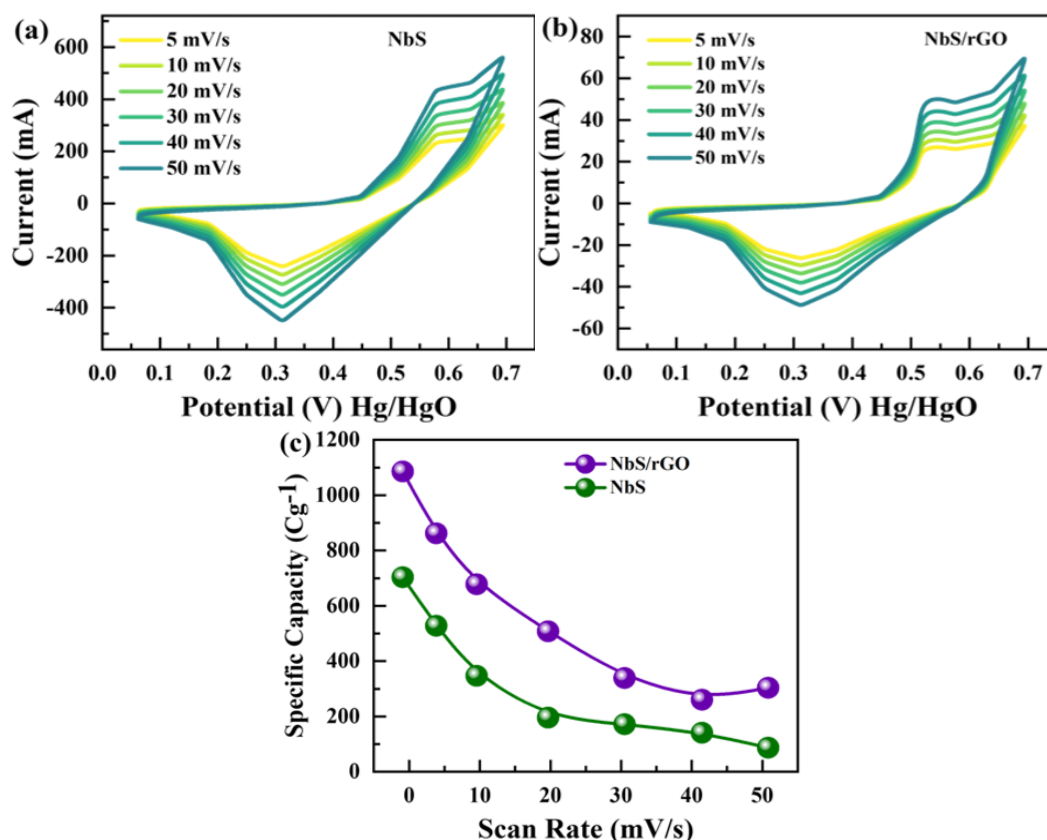 (a)
NbS
5 mV/s
10 mV/s
20 mV/s
30 mV/s
40 mV/s
50 mV/s
600
400
200
0
-200
-400
Current (mA)
0.0 0.1 0.2 0.3 0.4 0.5 0.6 0.7
Potential (V) Hg/HgO
(b)
NbS/rGO
5 mV/s
10 mV/s
20 mV/s
30 mV/s
40 mV/s
50 mV/s
80
60
40
20
0
-20
-40
-60
Current (mA)
0.0 0.1 0.2 0.3 0.4 0.5 0.6 0.7
Potential (V) Hg/HgO
(c)
NbS/rGO
NbS
1200
1000
800
600
400
200
0
Specific Capacity (Cg⁻¹)
0 10 20 30 40 50
Scan Rate (mV/s)